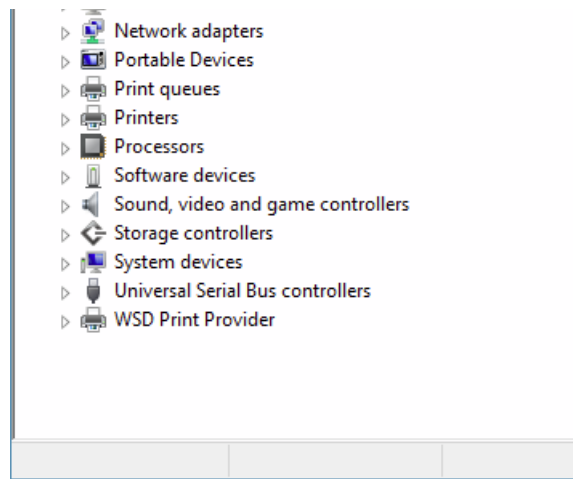 Network adapters
Portable Devices
Print queues
Printers
Processors
Software devices
Sound, video and game controllers
Storage controllers
System devices
Universal Serial Bus controllers
WSD Print Provider